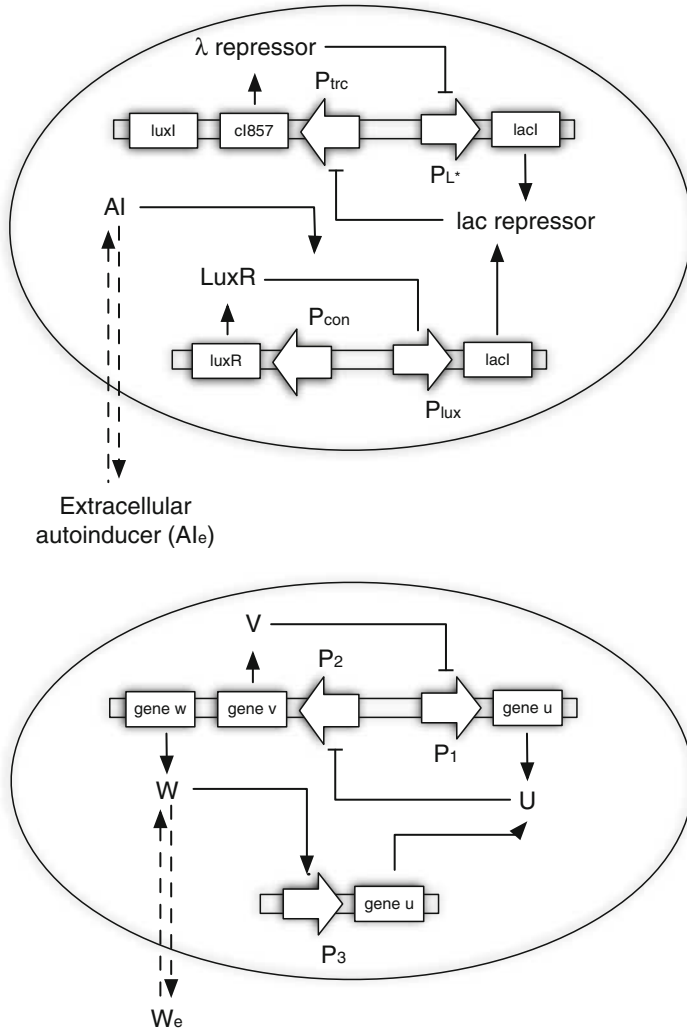 λ repressor
Ptrc
luxI
cI857
lacI
PL*
AI
lac repressor
LuxR
Pcon
luxR
lacI
Plux
Extracellular
autoinducer (AIe)
V
P2
gene w
gene v
gene u
P1
W
U
gene u
P3
We